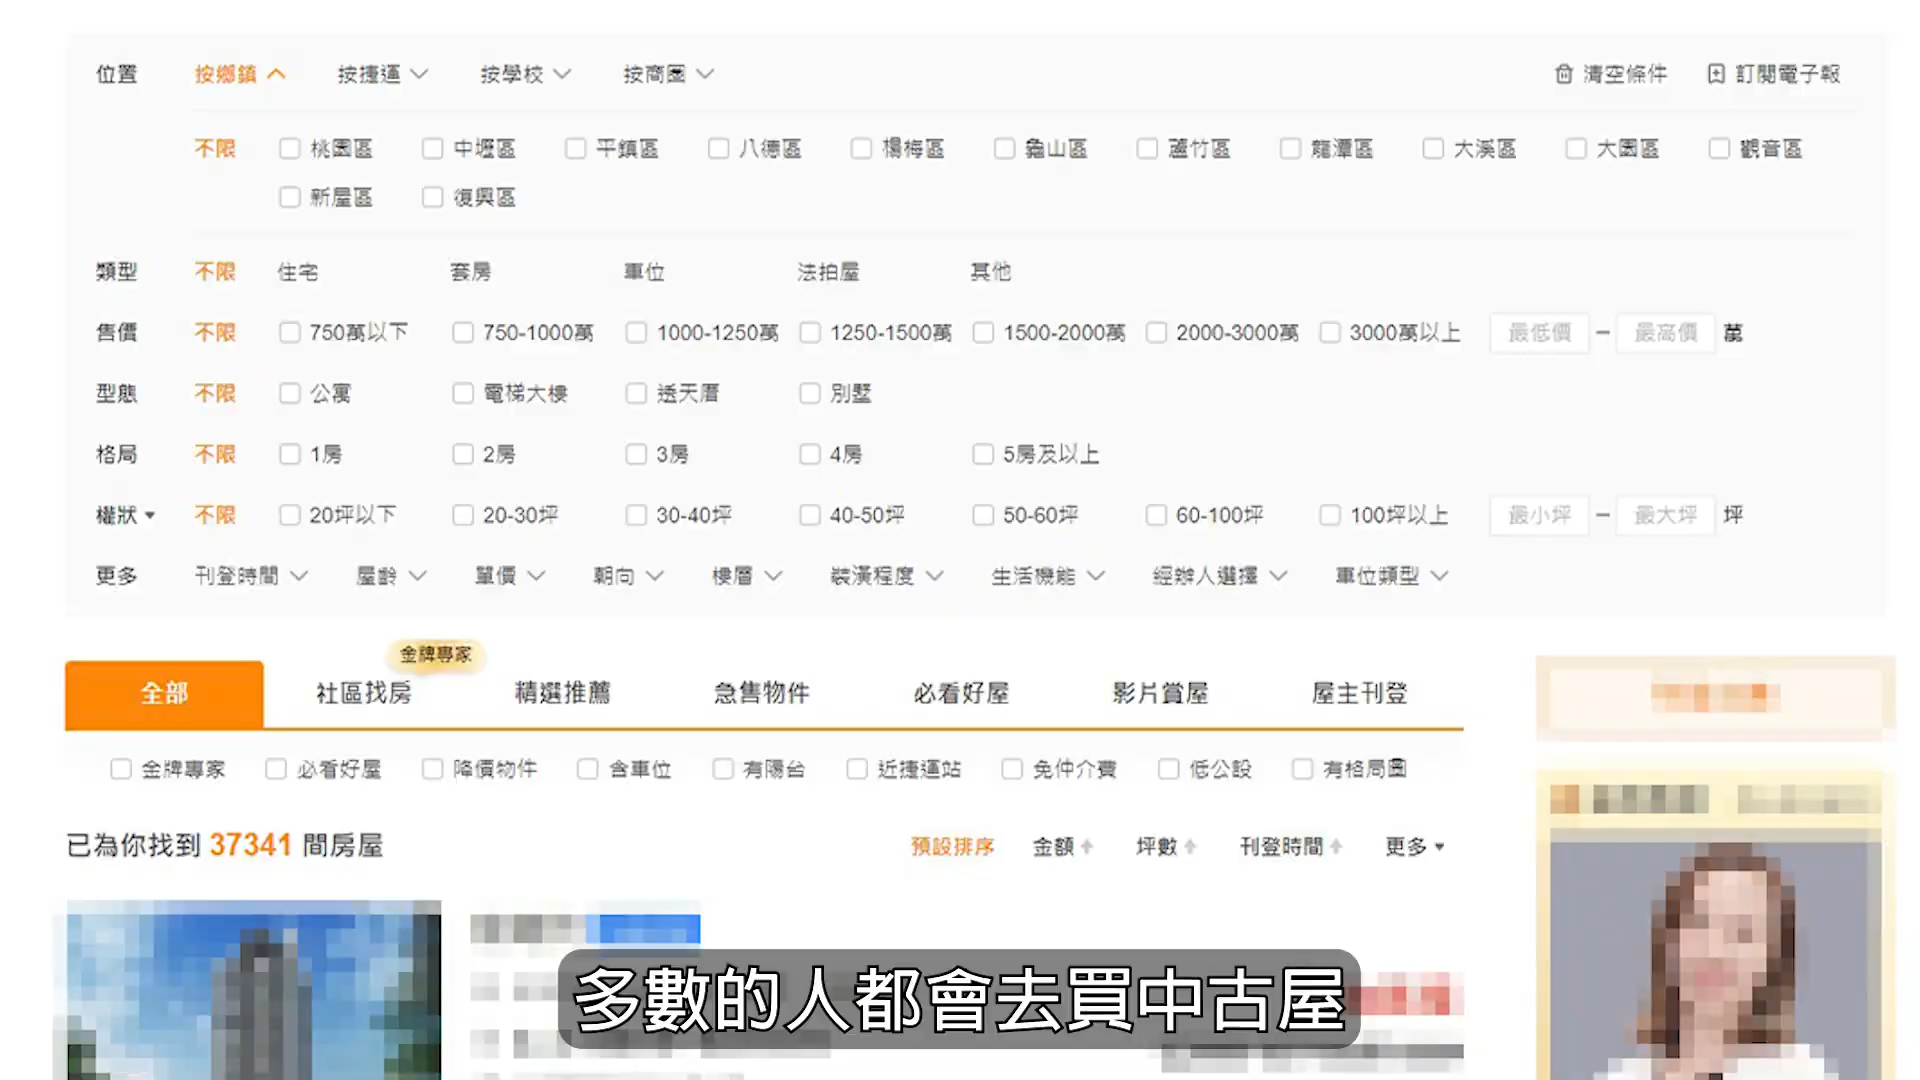 位置 按鄉鎮 按捷運 按學校 按商圈 清空條件 訂閱電子報
不限 桃園區 中壢區 平鎮區 八德區 楊梅區 龜山區 蘆竹區 龍潭區 大溪區 大園區 觀音區
新屋區 復興區
類型 不限 住宅 套房 車位 法拍屋 其他
售價 不限 750萬以下 750-1000萬 1000-1250萬 1250-1500萬 1500-2000萬 2000-3000萬 3000萬以上 最低價 - 最高價 萬
型態 不限 公寓 電梯大樓 透天厝 別墅
格局 不限 1房 2房 3房 4房 5房及以上
權狀 不限 20坪以下 20-30坪 30-40坪 40-50坪 50-60坪 60-100坪 100坪以上 最小坪 - 最大坪 坪
更多 刊登時間 屋齡 單價 朝向 樓層 裝潢程度 生活機能 經辦人選擇 車位類型
金牌專家
全部 社區找房 精選推薦 急售物件 必看好屋 影片賞屋 屋主刊登
金牌專家 必看好屋 降價物件 含車位 有陽台 近捷運站 免仲介費 低公設 有格局圖
已為你找到 37341 間房屋 預設排序 金額 坪數 刊登時間 更多
多數的人都會去買中古屋